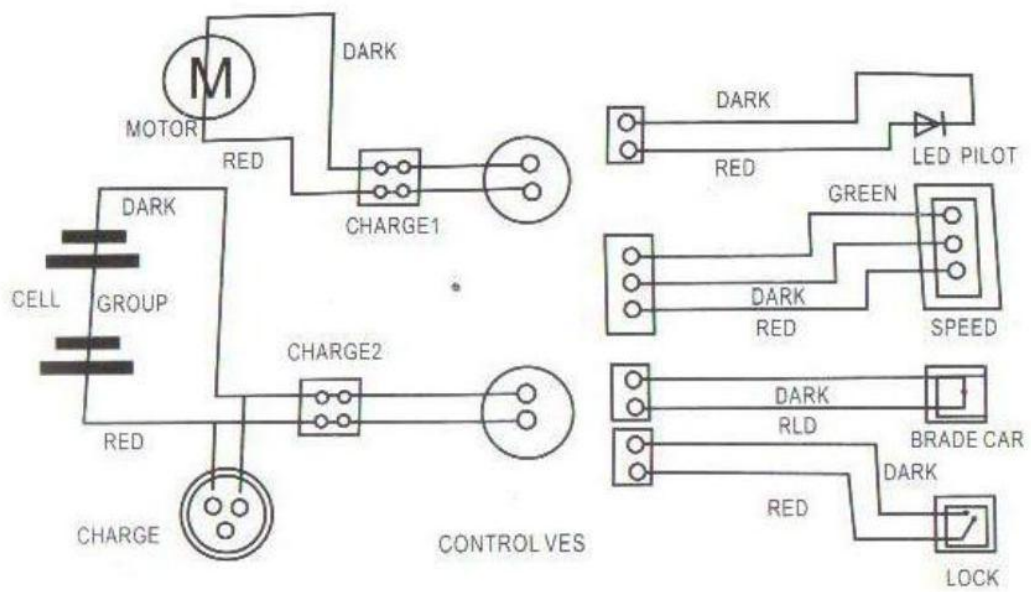 DARK
M
MOTOR
RED
CHARGE1
DARK
CELL GROUP
CHARGE2
RED
CHARGE
CONTROL VES
DARK
RED
LED PILOT
GREEN
DARK
RED
SPEED
DARK
RLD
BRADE CAR
DARK
RED
LOCK